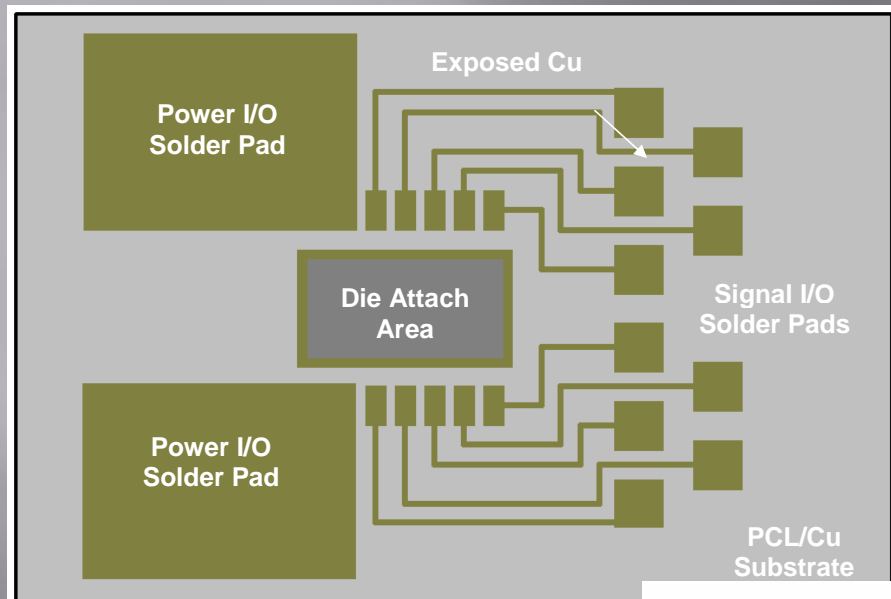 Exposed Cu
Power I/O
Solder Pad
Die Attach
Area
Signal I/O
Solder Pads
Power I/O
Solder Pad
PCL/Cu
Substrate